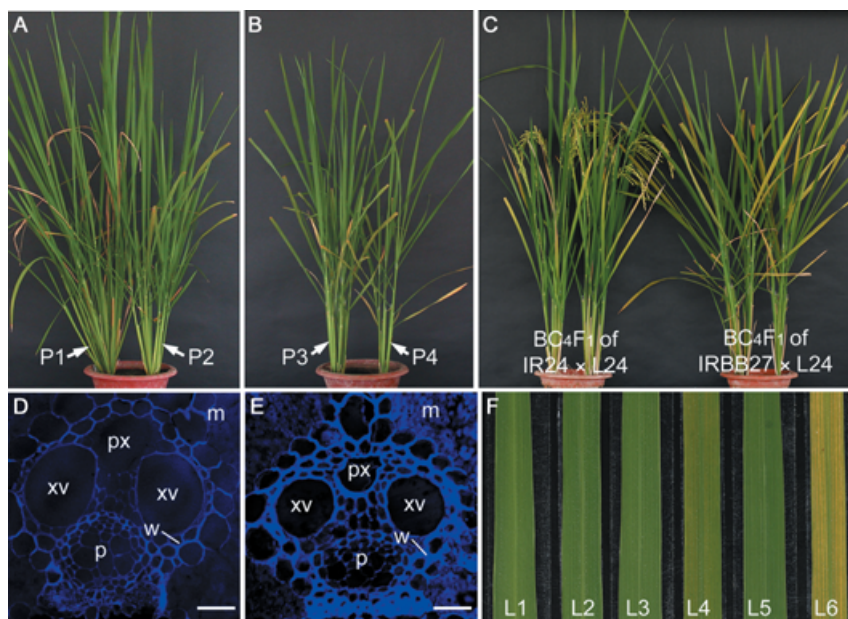 A
B
C
P1
P2
P3
P4
BC4F1 of
IR24 × L24
BC4F1 of
IRBB27 × L24
D
m
px
xv
xv
w
p
E
m
px
xv
xv
w
p
F
L1
L2
L3
L4
L5
L6